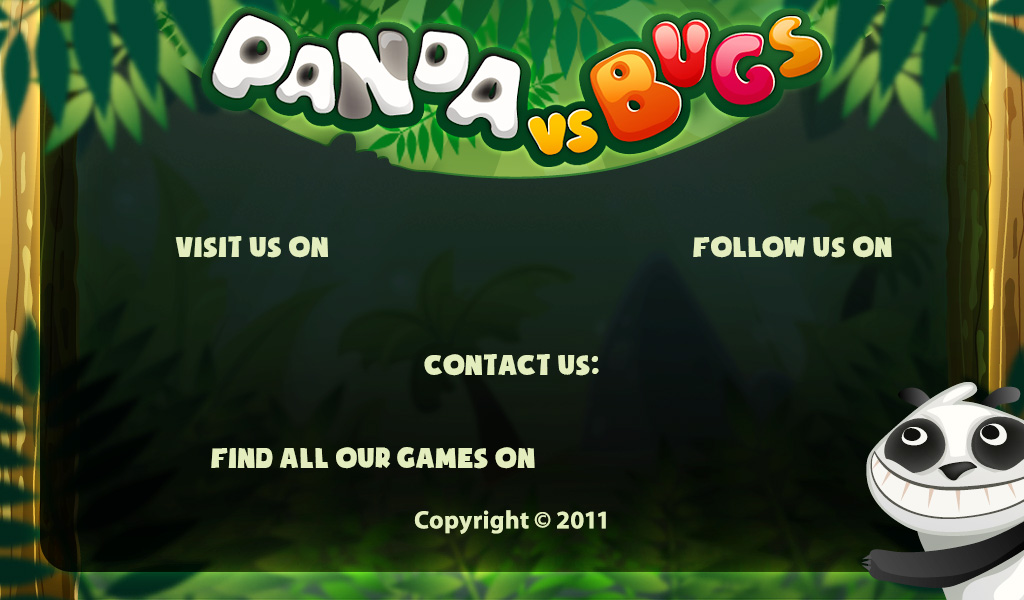 PANDA VS BUGS
VISIT US ON
FOLLOW US ON
CONTACT US:
FIND ALL OUR GAMES ON
Copyright © 2011